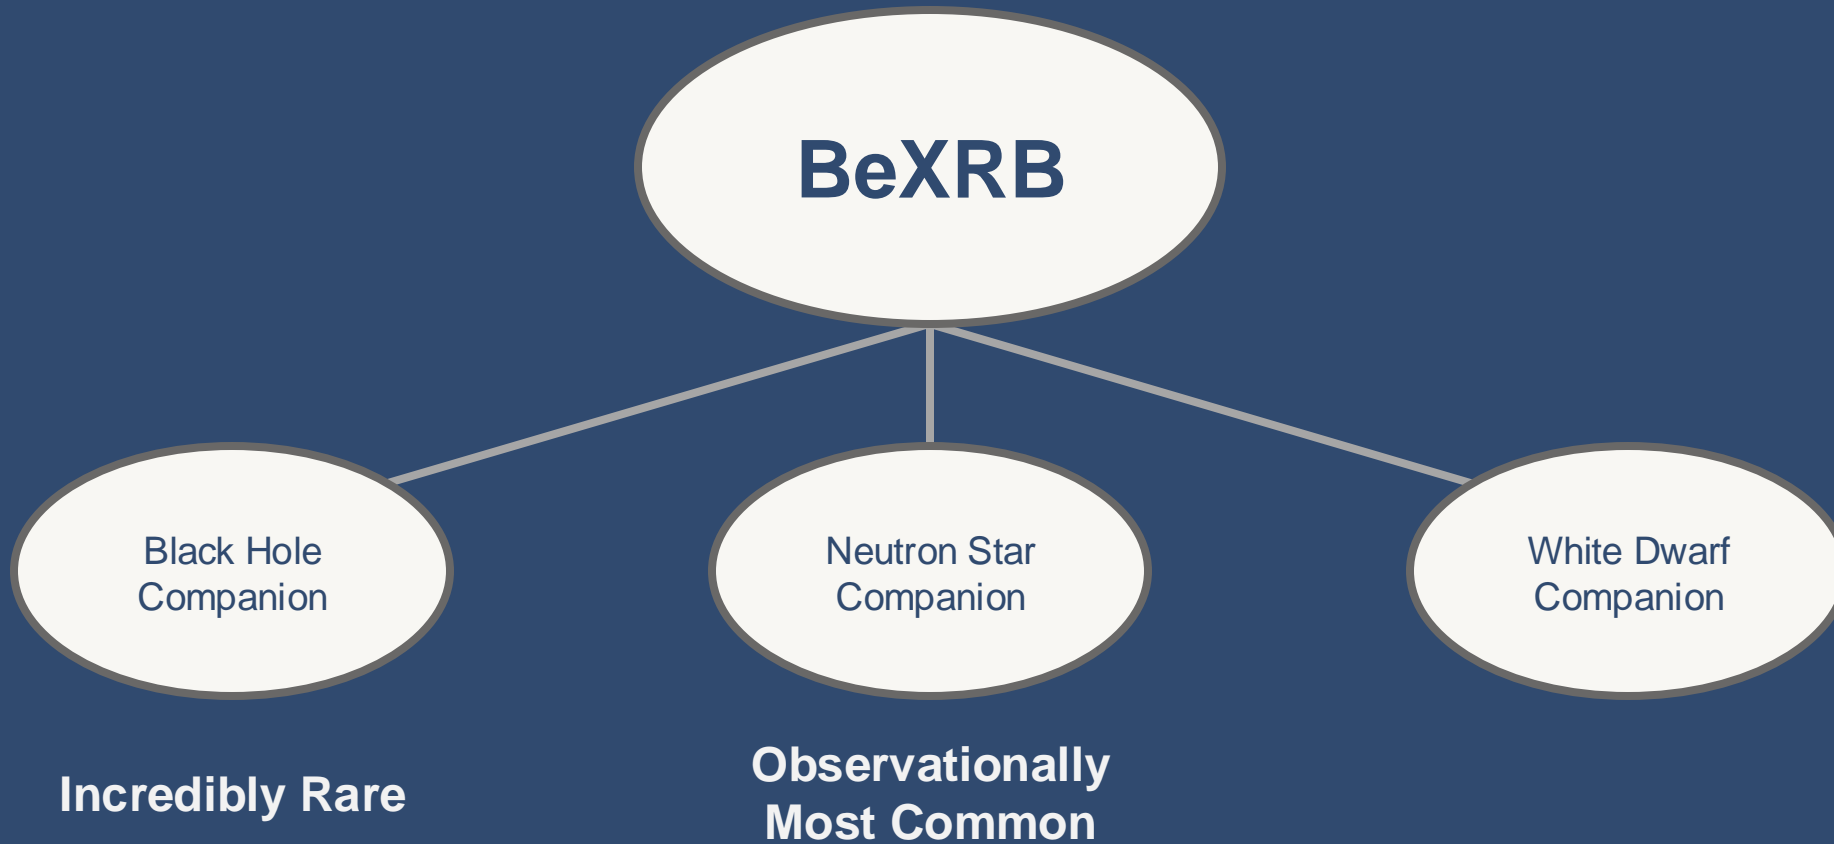 BeXRB
Black Hole
Companion
Neutron Star
Companion
White Dwarf
Companion
Incredibly Rare
Observationally
Most Common